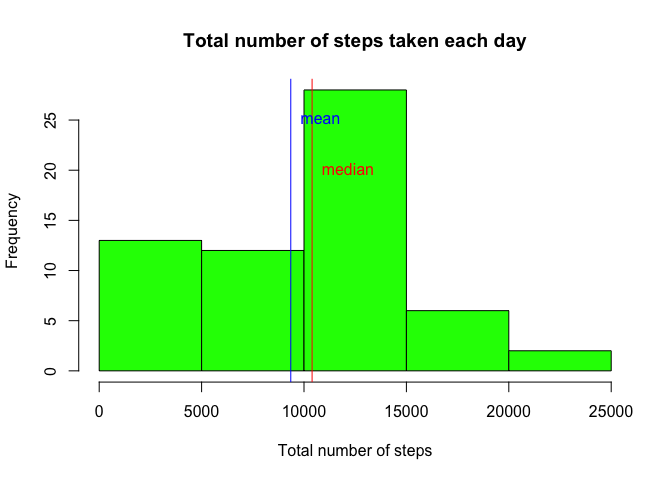 Total number of steps taken each day
mean
median
Frequency
25
20
15
10
5
0
0 5000 10000 15000 20000 25000
Total number of steps